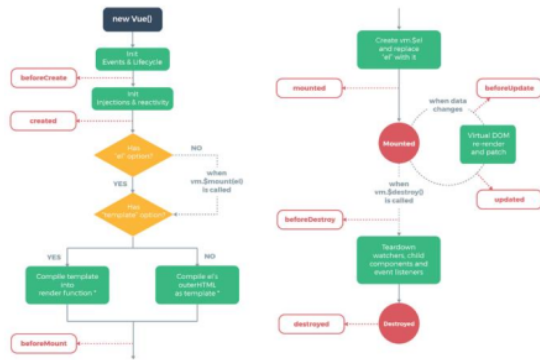 new Vue()
Init
Events & Lifecycle
beforeCreate
Init
injections & reactivity
created
Has
"el" option?
NO
when
vm.$mount(el)
is called
YES
Has
"template" option?
YES
NO
Compile template
into
render function *
Compile el's
outerHTML
as template *
beforeMount
Create vm.$el
and replace
"el" with it
mounted
Mounted
when data
changes
beforeUpdate
Virtual DOM
re-render
and patch
updated
when
vm.$destroy()
is called
beforeDestroy
Teardown
watchers, child
components and
event listeners
destroyed
Destroyed